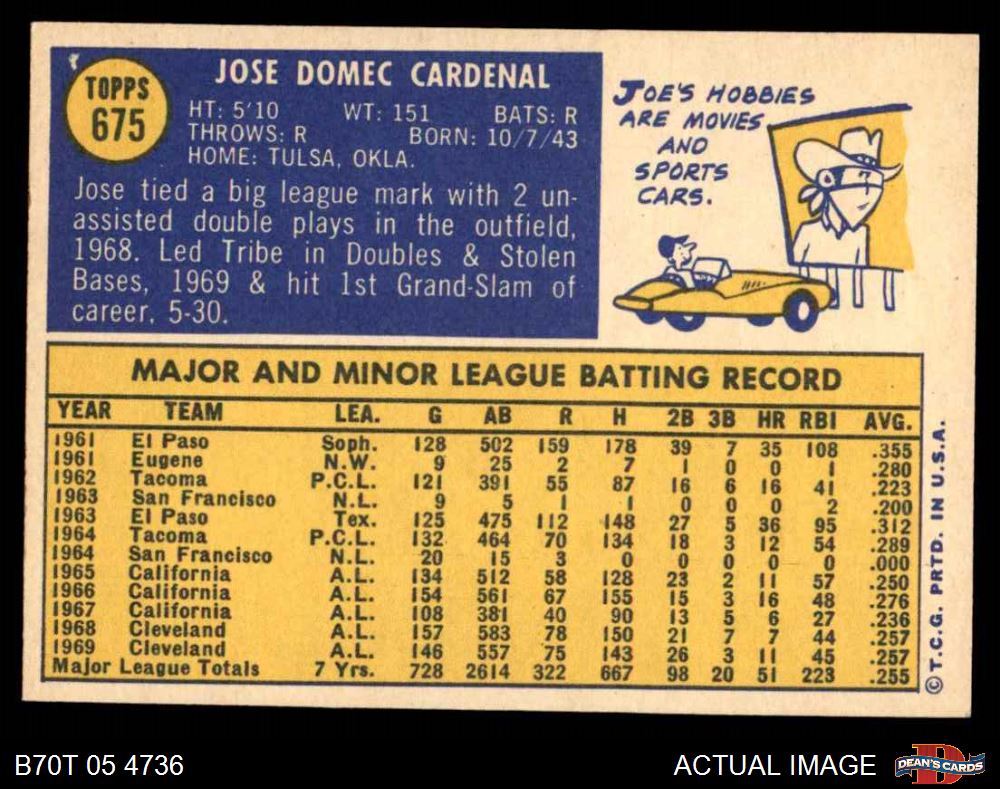 TOPPS
675
JOSE DOMEC CARDENAL
HT: 5'10 WT: 151 BATS: R
THROWS: R BORN: 10/7/43
HOME: TULSA, OKLA.
Jose tied a big league mark with 2 un-
assisted double plays in the outfield,
1968. Led Tribe in Doubles & Stolen
Bases, 1969 & hit 1st Grand-Slam of
career, 5-30.
JOE'S HOBBIES
ARE MOVIES
AND
SPORTS
CARS.
MAJOR AND MINOR LEAGUE BATTING RECORD
YEAR TEAM LEA. G AB R H 2B 3B HR RBI AVG.
1961 El Paso Soph. 128 502 159 178 39 7 35 108 .355
1961 Eugene N.W. 9 25 2 7 1 0 0 1 .280
1962 Tacoma P.C.L. 121 391 55 87 16 6 16 41 .223
1963 San Francisco N.L. 9 5 1 1 0 0 0 2 .200
1963 El Paso Tex. 125 475 112 148 27 5 36 95 .312
1964 Tacoma P.C.L. 132 464 70 134 18 3 12 54 .289
1964 San Francisco N.L. 20 15 3 0 0 0 0 0 .000
1965 California A.L. 134 512 58 128 23 2 11 57 .250
1966 California A.L. 154 561 67 155 15 3 16 48 .276
1967 California A.L. 108 381 40 90 13 5 6 27 .236
1968 Cleveland A.L. 157 583 78 150 21 7 7 44 .257
1969 Cleveland A.L. 146 557 75 143 26 3 11 45 .257
Major League Totals 7 Yrs. 728 2614 322 667 98 20 51 223 .255
©T.C.G. PRTD. IN U.S.A.
B70T 05 4736
ACTUAL IMAGE
DEAN'S CARDS